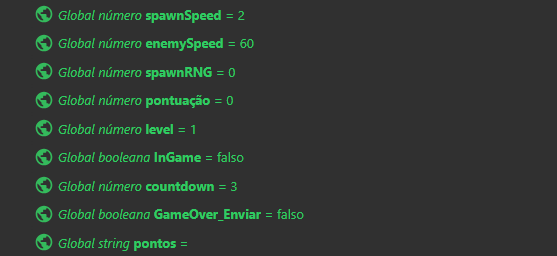 Global número spawnSpeed = 2
Global número enemySpeed = 60
Global número spawnRNG = 0
Global número pontuação = 0
Global número level = 1
Global booleana InGame = falso
Global número countdown = 3
Global booleana GameOver_Enviar = falso
Global string pontos =